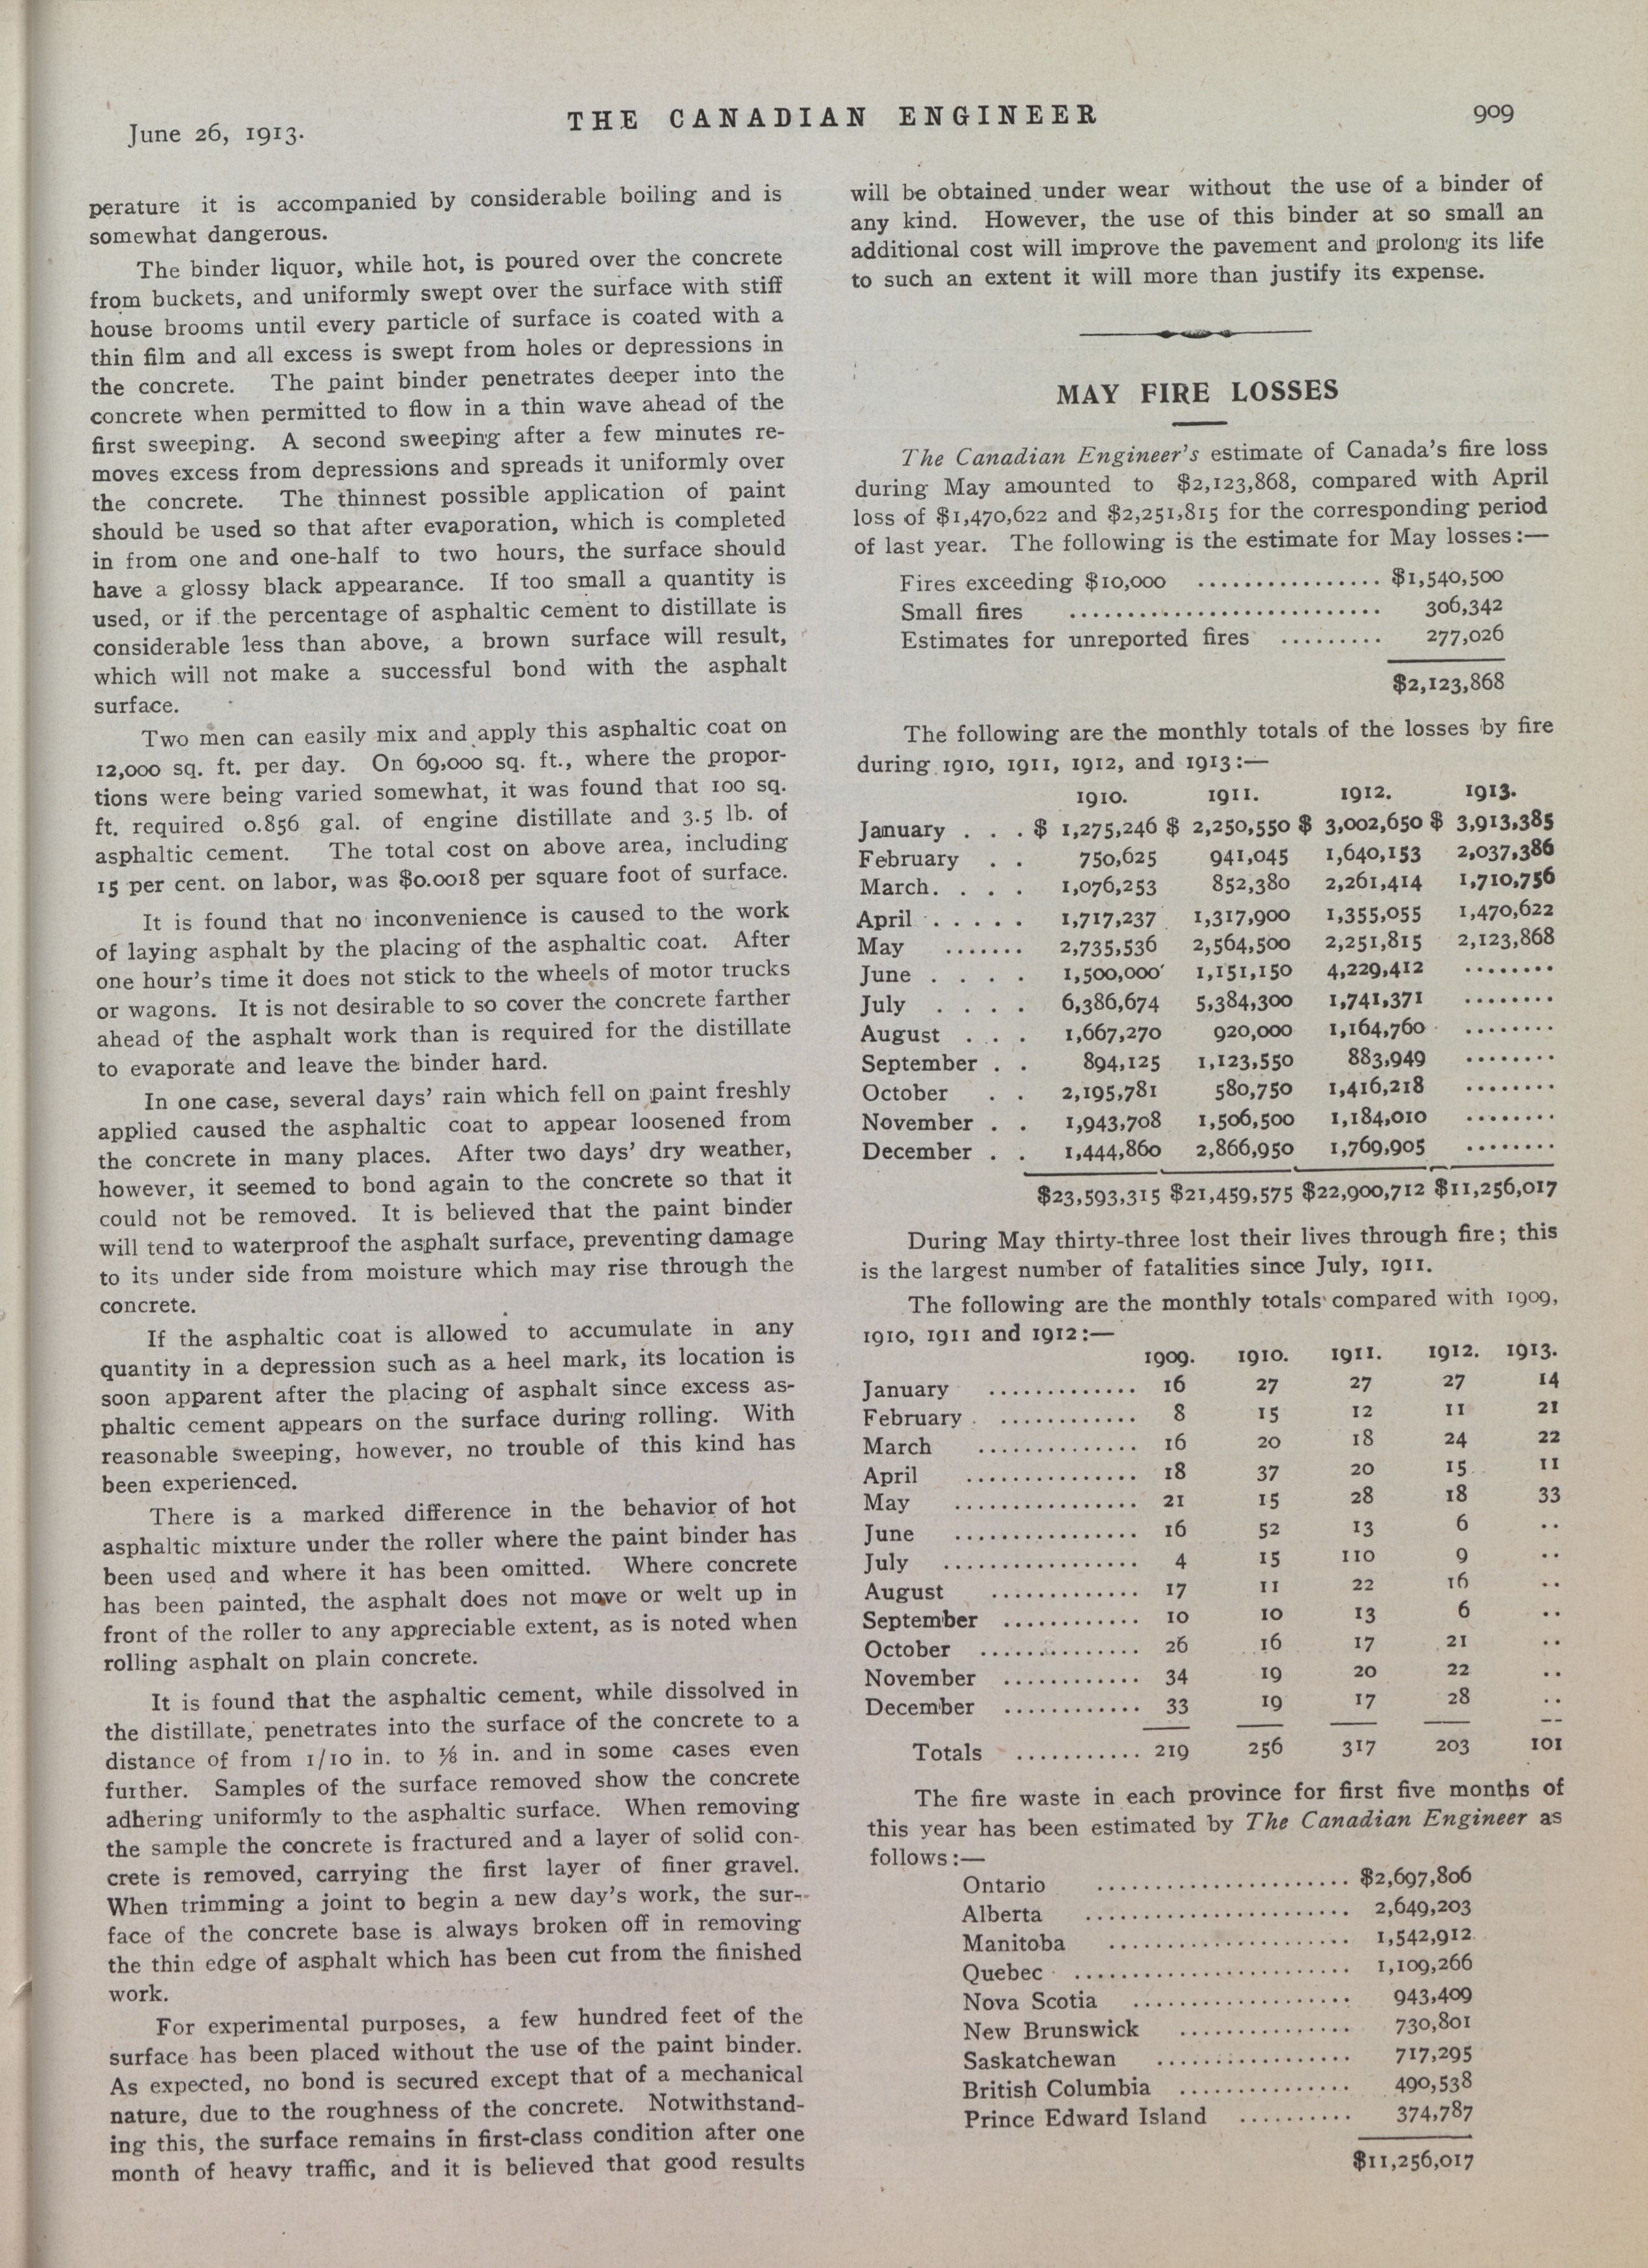 June 26, 1913.
THE CANADIAN ENGINEER
909
perature it is accompanied by considerable boiling and is
somewhat dangerous.
The binder liquor, while hot, is poured over the concrete
from buckets, and uniformly swept over the surface with stiff
house brooms until every particle of surface is coated with a
thin film and all excess is swept from holes or depressions in
the concrete. The paint binder penetrates deeper into the
concrete when permitted to flow in a thin wave ahead of the
first sweeping. A second sweeping after a few minutes re-
moves excess from depressions and spreads it uniformly over
the concrete. The thinnest possible application of paint
should be used so that after evaporation, which is completed
in from one and one-half to two hours, the surface should
have a glossy black appearance. If too small a quantity is
used, or if the percentage of asphaltic cement to distillate is
considerable less than above, a brown surface will result,
which will not make a successful bond with the asphalt
surface.
Two men can easily mix and apply this asphaltic coat on
12,000 sq. ft. per day. On 69,000 sq. ft., where the propor-
tions were being varied somewhat, it was found that 100 sq.
ft. required 0.856 gal. of engine distillate and 3.5 lb. of
asphaltic cement. The total cost on above area, including
15 per cent. on labor, was $0.0018 per square foot of surface.
It is found that no inconvenience is caused to the work
of laying asphalt by the placing of the asphaltic coat. After
one hour's time it does not stick to the wheels of motor trucks
or wagons. It is not desirable to so cover the concrete farther
ahead of the asphalt work than is required for the distillate
to evaporate and leave the binder hard.
In one case, several days' rain which fell on paint freshly
applied caused the asphaltic coat to appear loosened from
the concrete in many places. After two days' dry weather,
however, it seemed to bond again to the concrete so that it
could not be removed. It is believed that the paint binder
will tend to waterproof the asphalt surface, preventing damage
to its under side from moisture which may rise through the
concrete.
If the asphaltic coat is allowed to accumulate in any
quantity in a depression such as a heel mark, its location is
soon apparent after the placing of asphalt since excess as-
phaltic cement appears on the surface during rolling. With
reasonable sweeping, however, no trouble of this kind has
been experienced.
There is a marked difference in the behavior of hot
asphaltic mixture under the roller where the paint binder has
been used and where it has been omitted. Where concrete
has been painted, the asphalt does not move or welt up in
front of the roller to any appreciable extent, as is noted when
rolling asphalt on plain concrete.
It is found that the asphaltic cement, while dissolved in
the distillate, penetrates into the surface of the concrete to a
distance of from 1/10 in. to ⅛ in. and in some cases even
further. Samples of the surface removed show the concrete
adhering uniformly to the asphaltic surface. When removing
the sample the concrete is fractured and a layer of solid con-
crete is removed, carrying the first layer of finer gravel.
When trimming a joint to begin a new day's work, the sur-
face of the concrete base is always broken off in removing
the thin edge of asphalt which has been cut from the finished
work.
For experimental purposes, a few hundred feet of the
surface has been placed without the use of the paint binder.
As expected, no bond is secured except that of a mechanical
nature, due to the roughness of the concrete. Notwithstand-
ing this, the surface remains in first-class condition after one
month of heavy traffic, and it is believed that good results
will be obtained under wear without the use of a binder of
any kind. However, the use of this binder at so small an
additional cost will improve the pavement and prolong its life
to such an extent it will more than justify its expense.
MAY FIRE LOSSES
The Canadian Engineer's estimate of Canada's fire loss
during May amounted to $2,123,868, compared with April
loss of $1,470,622 and $2,251,815 for the corresponding period
of last year. The following is the estimate for May losses:—
Fires exceeding $10,000 ............... $1,540,500
Small fires ........................... 306,342
Estimates for unreported fires ......... 277,026
$2,123,868
The following are the monthly totals of the losses by fire
during 1910, 1911, 1912, and 1913:—
1910. 1911. 1912. 1913.
January . . . $ 1,275,246 $ 2,250,550 $ 3,002,650 $ 3,913,385
February . . 750,625 941,045 1,640,153 2,037,386
March. . . . 1,076,253 852,380 2,261,414 1,710,756
April . . . . . 1,717,237 1,317,900 1,355,055 1,470,622
May ....... 2,735,536 2,564,500 2,251,815 2,123,868
June . . . . 1,500,000 1,151,150 4,229,412 ........
July . . . . 6,386,674 5,384,300 1,741,371 ........
August . . . 1,667,270 920,000 1,164,760 ........
September . . 894,125 1,123,550 883,949 ........
October . . 2,195,781 580,750 1,416,218 ........
November . . 1,943,708 1,506,500 1,184,010 ........
December . . 1,444,860 2,866,950 1,769,905 ........
$23,593,315 $21,459,575 $22,900,712 $11,256,017
During May thirty-three lost their lives through fire; this
is the largest number of fatalities since July, 1911.
The following are the monthly totals compared with 1909,
1910, 1911 and 1912:—
1909. 1910. 1911. 1912. 1913.
January ............. 16 27 27 27 14
February ............ 8 15 12 11 21
March .............. 16 20 18 24 22
April ............... 18 37 20 15 11
May ................ 21 15 28 18 33
June ................ 16 52 13 6 ..
July ................. 4 15 110 9 ..
August ............. 17 11 22 16 ..
September ............ 10 10 13 6 ..
October .............. 26 16 17 21 ..
November ............ 34 19 20 22 ..
December ............ 33 19 17 28 ..
Totals ........... 219 256 317 203 101
The fire waste in each province for first five months of
this year has been estimated by The Canadian Engineer as
follows:—
Ontario ...................... $2,697,806
Alberta ....................... 2,649,203
Manitoba ..................... 1,542,912
Quebec ........................ 1,109,266
Nova Scotia ................... 943,409
New Brunswick ............... 730,801
Saskatchewan ................. 717,295
British Columbia ............... 490,538
Prince Edward Island .......... 374,787
$11,256,017